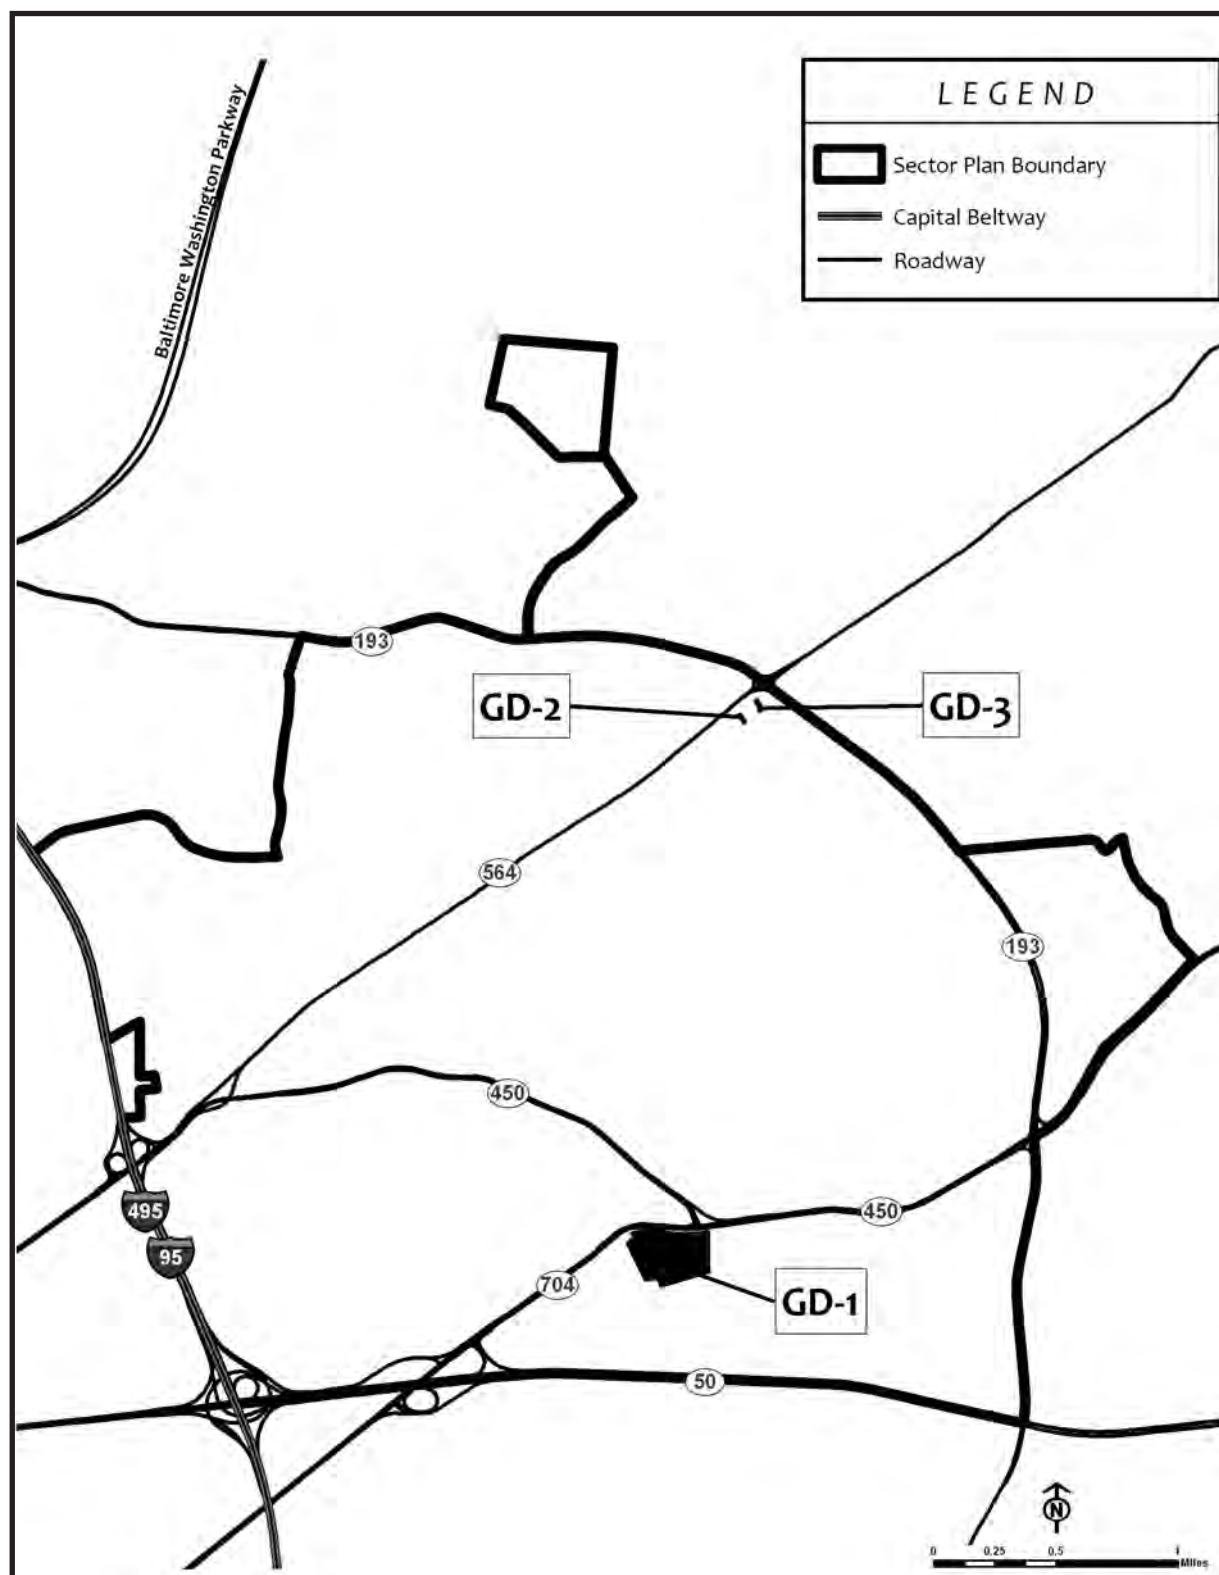 LEGEND
Sector Plan Boundary
Capital Beltway
Roadway
Baltimore Washington Parkway
193
GD-2
GD-3
564
193
450
495
450
95
704
GD-1
50
N
0 0.25 0.5 1
Miles